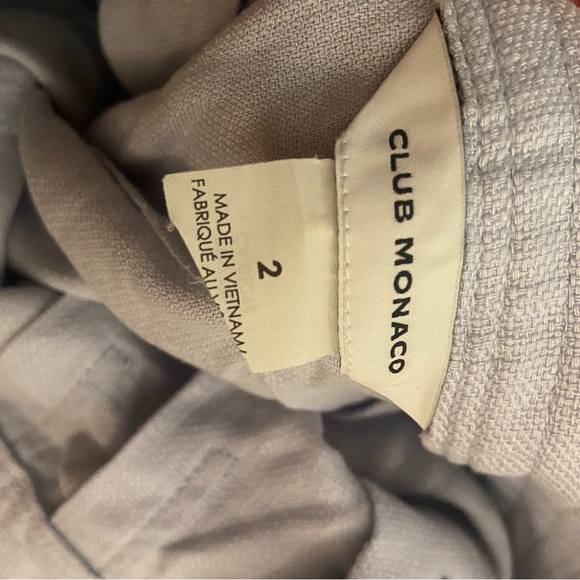 CLUB MONACO
2
MADE IN VIETNAM/
FABRIQUÉ AU